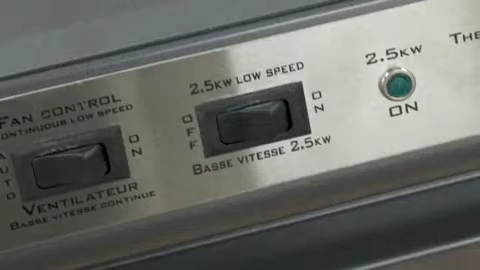 Fan Control
Continuous Low Speed
AUTO
ON
Ventilateur
Basse vitesse continue
2.5kw low speed
OFF
ON
Basse vitesse 2.5kw
2.5kw
ON